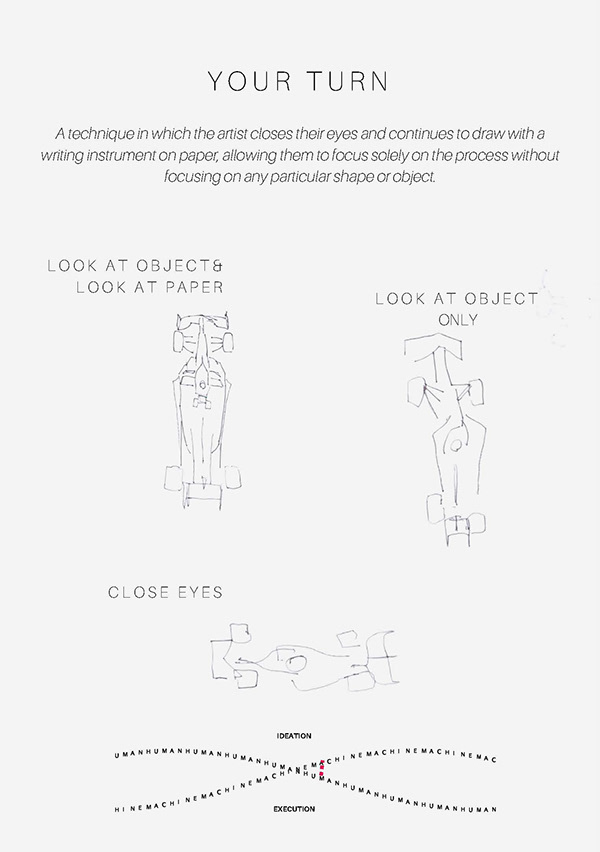 YOUR TURN
A technique in which the artist closes their eyes and continues to draw with a
writing instrument on paper, allowing them to focus solely on the process without
focusing on any particular shape or object.
LOOK AT OBJECT&
LOOK AT PAPER
LOOK AT OBJECT
ONLY
CLOSE EYES
IDEATION
UMANHUMANHUMANHUMANHUMANEMACHINEMACHINEMACHINEMAC
HINEMACHINEMACHINEMACHINHUMANHUMANHUMANHUMANHUMAN
EXECUTION